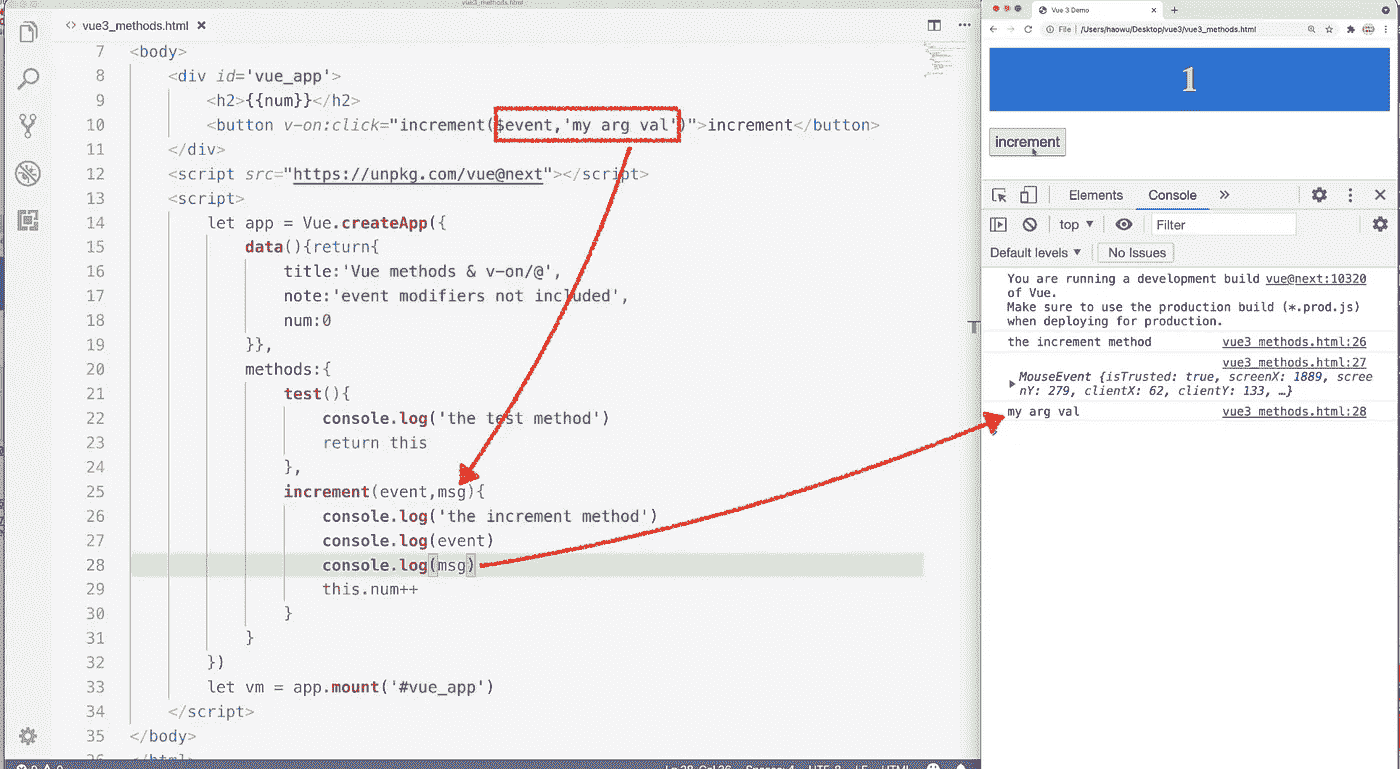 vue3_methods.html
<> vue3_methods.html ×
7 <body>
8 <div id='vue_app'>
9 <h2>{{num}}</h2>
10 <button v-on:click="increment($event,'my arg val')">increment</button>
11 </div>
12 <script src="https://unpkg.com/vue@next"></script>
13 <script>
14 let app = Vue.createApp({
15 data(){return{
16 title:'Vue methods & v-on/@',
17 note:'event modifiers not included',
18 num:0
19 }},
20 methods:{
21 test(){
22 console.log('the test method')
23 return this
24 },
25 increment(event,msg){
26 console.log('the increment method')
27 console.log(event)
28 console.log(msg)
29 this.num++
30 }
31 }
32 })
33 let vm = app.mount('#vue_app')
34 </script>
35 </body>
Vue 3 Demo
File | /Users/haowu/Desktop/vue3/vue3_methods.html
1
increment
Elements Console »
top ▼ Filter
Default levels ▼ No Issues
You are running a development build vue@next:10320
of Vue.
Make sure to use the production build (*.prod.js)
when deploying for production.
the increment method vue3_methods.html:26
vue3_methods.html:27
MouseEvent {isTrusted: true, screenX: 1889, scree
nY: 279, clientX: 62, clientY: 133, …}
my arg val vue3_methods.html:28